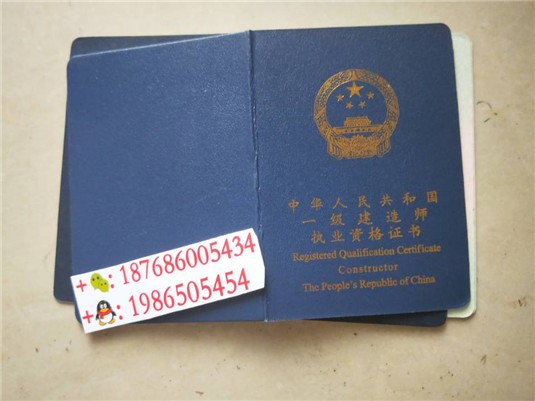 中华人民共和国
一级建造师
执业资格证书
Registered Qualification Certificate
Constructor
The People's Republic of China
+ : 187686005434
+ : 1986505454